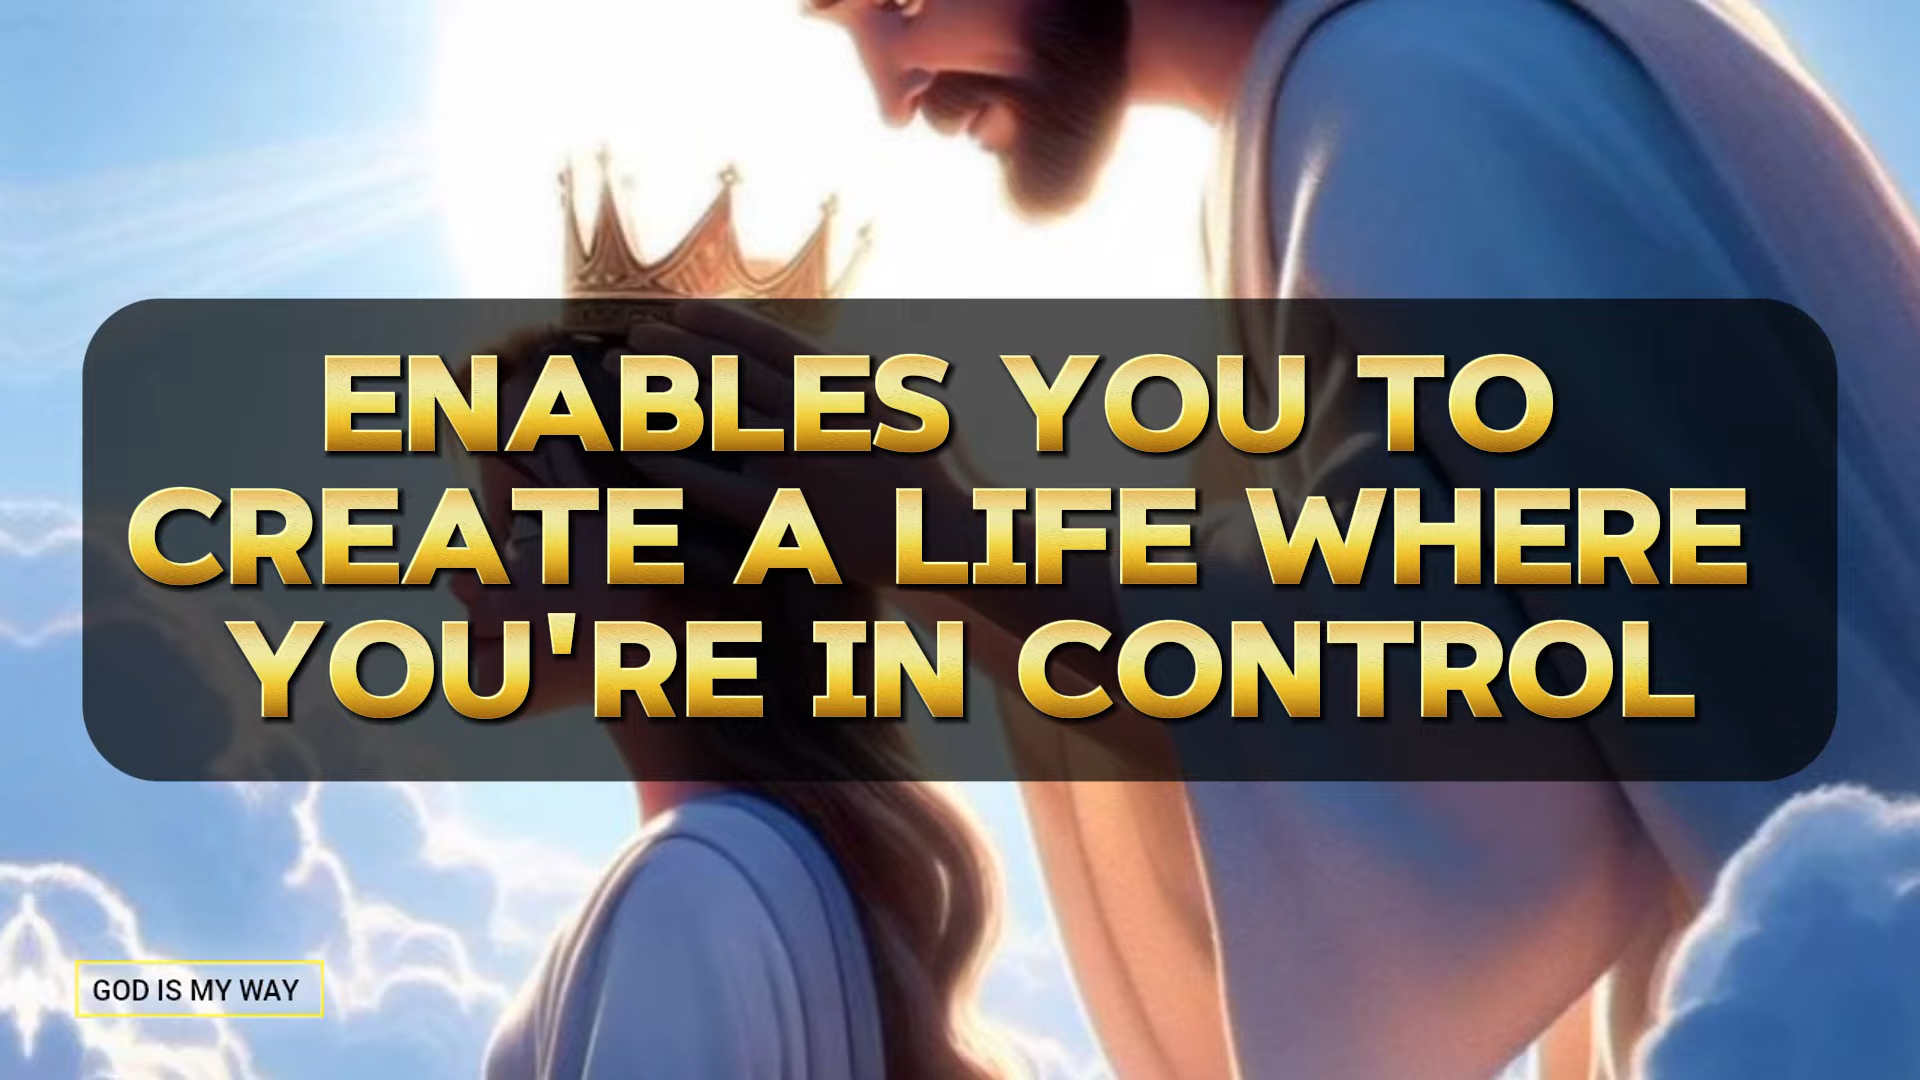 ENABLES YOU TO
CREATE A LIFE WHERE
YOU'RE IN CONTROL
GOD IS MY WAY